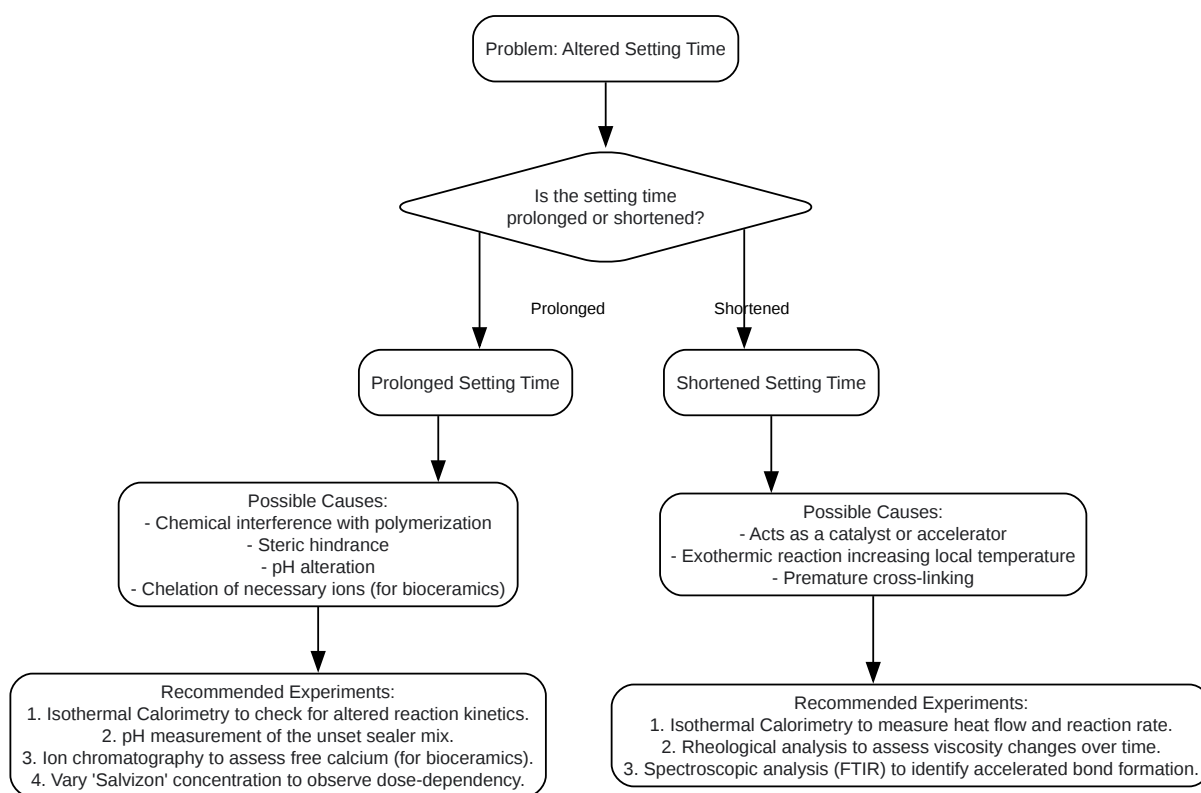 Problem: Altered Setting Time
Is the setting time
prolonged or shortened?
Prolonged
Shortened
Prolonged Setting Time
Shortened Setting Time
Possible Causes:
- Chemical interference with polymerization
- Steric hindrance
- pH alteration
- Chelation of necessary ions (for bioceramics)
Possible Causes:
- Acts as a catalyst or accelerator
- Exothermic reaction increasing local temperature
- Premature cross-linking
Recommended Experiments:
1. Isothermal Calorimetry to check for altered reaction kinetics.
2. pH measurement of the unset sealer mix.
3. Ion chromatography to assess free calcium (for bioceramics).
4. Vary 'Salvizon' concentration to observe dose-dependency.
Recommended Experiments:
1. Isothermal Calorimetry to measure heat flow and reaction rate.
2. Rheological analysis to assess viscosity changes over time.
3. Spectroscopic analysis (FTIR) to identify accelerated bond formation.